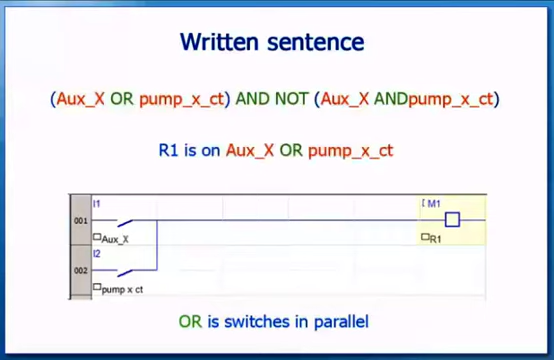 Written sentence
(Aux_X OR pump_x_ct) AND NOT (Aux_X ANDpump_x_ct)
R1 is on Aux_X OR pump_x_ct
I1
[ M1
001
Aux_X
R1
I2
002
pump x ct
OR is switches in parallel